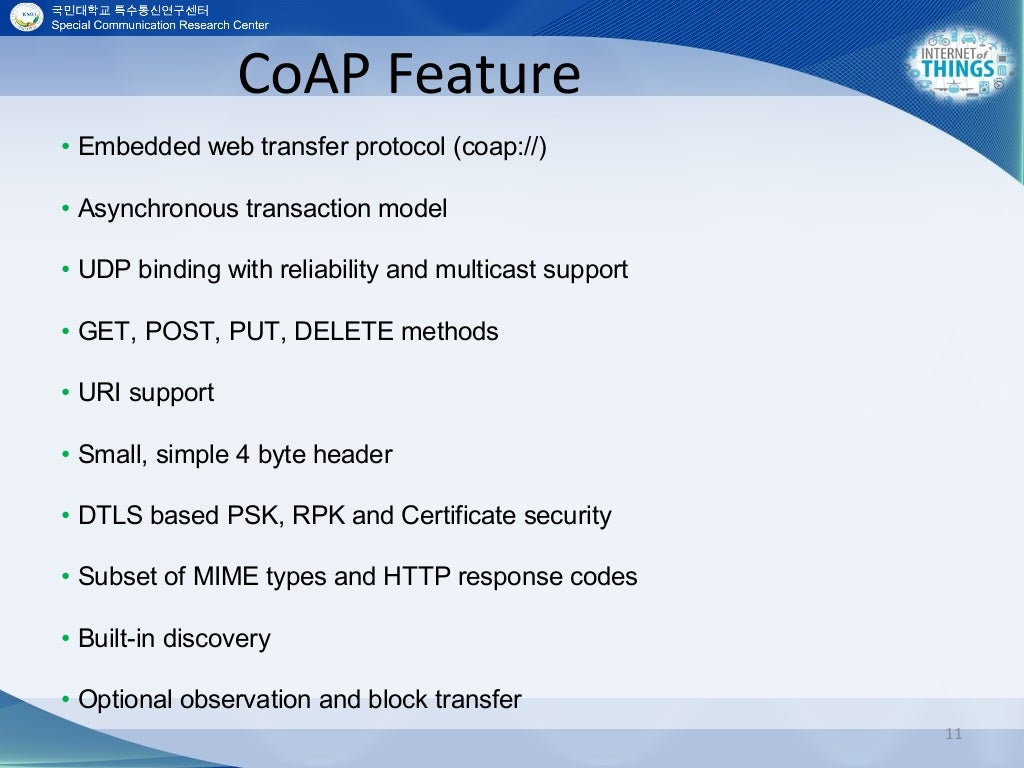 KMU
국민대학교 특수통신연구센터
Special Communication Research Center
INTERNET of
THINGS
CoAP Feature
• Embedded web transfer protocol (coap://)
• Asynchronous transaction model
• UDP binding with reliability and multicast support
• GET, POST, PUT, DELETE methods
• URI support
• Small, simple 4 byte header
• DTLS based PSK, RPK and Certificate security
• Subset of MIME types and HTTP response codes
• Built-in discovery
• Optional observation and block transfer
11